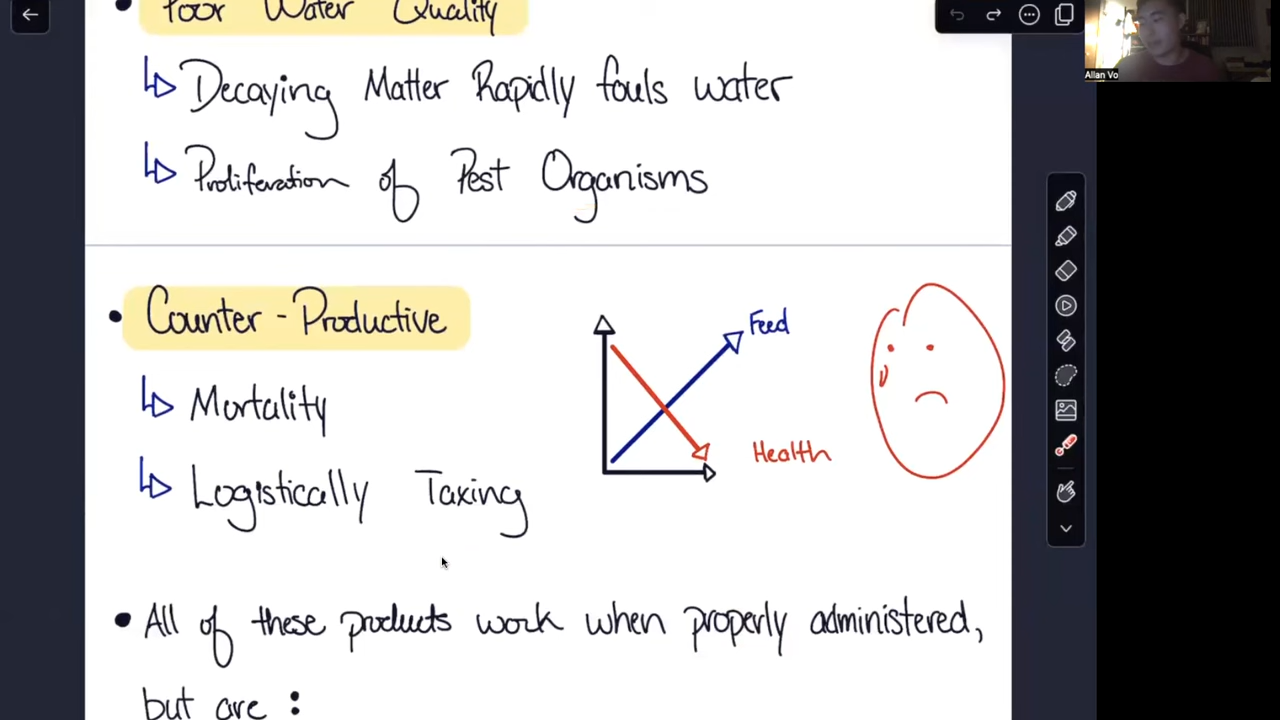 Poor Water Quality
Allan Vo
Decaying Matter Rapidly fouls water
Proliferation of Pest Organisms
Counter-Productive
Feed
Mortality
Health
Logistically Taxing
All of these products work when properly administered,
but are :